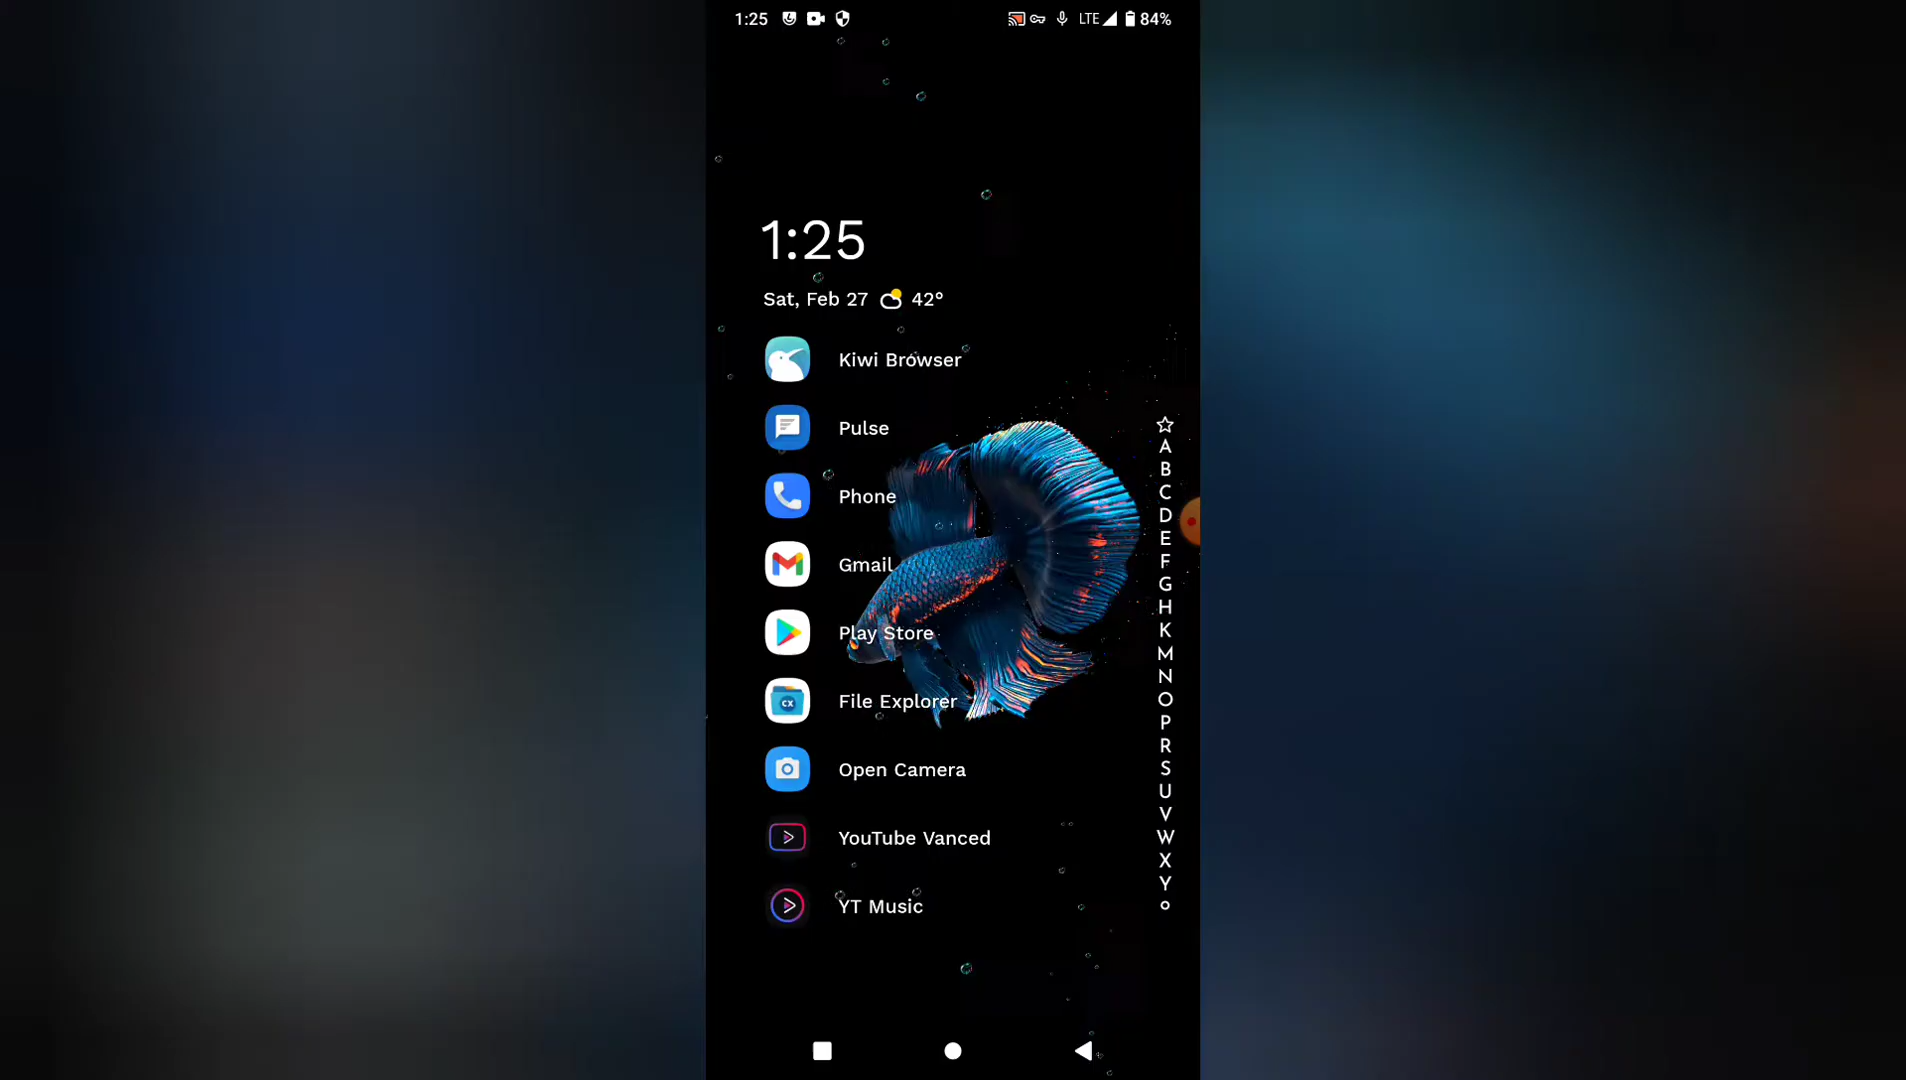 1:25 LTE 84%
1:25
Sat, Feb 27 42°
Kiwi Browser
Pulse
Phone
Gmail
Play Store
CX
File Explorer
Open Camera
YouTube Vanced
YT Music
A
B
C
D
E
F
G
H
K
M
N
O
P
R
S
U
V
W
X
Y